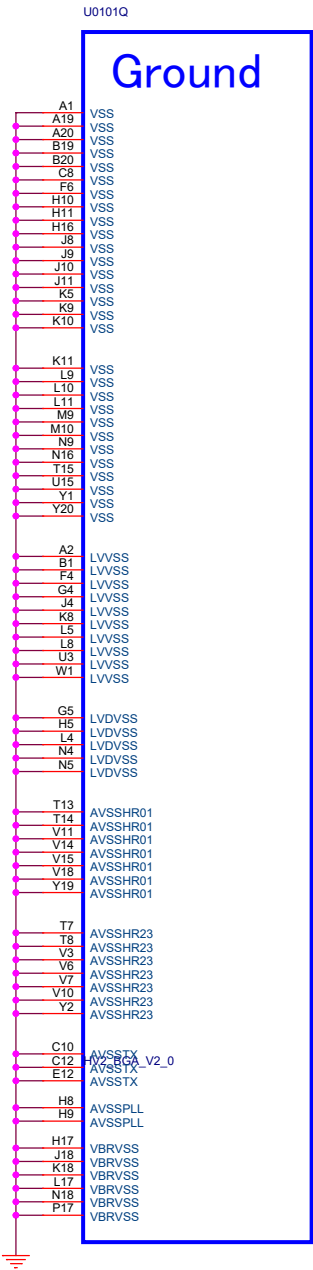 U0101Q
Ground
A1 VSS
A19 VSS
A20 VSS
B19 VSS
B20 VSS
C8 VSS
F6 VSS
H10 VSS
H11 VSS
H16 VSS
J8 VSS
J9 VSS
J10 VSS
J11 VSS
K5 VSS
K9 VSS
K10 VSS
K11 VSS
L9 VSS
L10 VSS
L11 VSS
M9 VSS
M10 VSS
N9 VSS
N16 VSS
T15 VSS
U15 VSS
Y1 VSS
Y20 VSS
A2 LVVSS
B1 LVVSS
F4 LVVSS
G4 LVVSS
J4 LVVSS
K8 LVVSS
L5 LVVSS
L8 LVVSS
U3 LVVSS
W1 LVVSS
G5 LVDVSS
H5 LVDVSS
L4 LVDVSS
N4 LVDVSS
N5 LVDVSS
T13 AVSSHR01
T14 AVSSHR01
V11 AVSSHR01
V14 AVSSHR01
V15 AVSSHR01
V18 AVSSHR01
Y19 AVSSHR01
T7 AVSSHR23
T8 AVSSHR23
V3 AVSSHR23
V6 AVSSHR23
V7 AVSSHR23
V10 AVSSHR23
Y2 AVSSHR23
C10 AVSSTX
HV2_BGA_V2_0
C12 AVSSTX
E12 AVSSTX
H8 AVSSPLL
H9 AVSSPLL
H17 VBRVSS
J18 VBRVSS
K18 VBRVSS
L17 VBRVSS
N18 VBRVSS
P17 VBRVSS